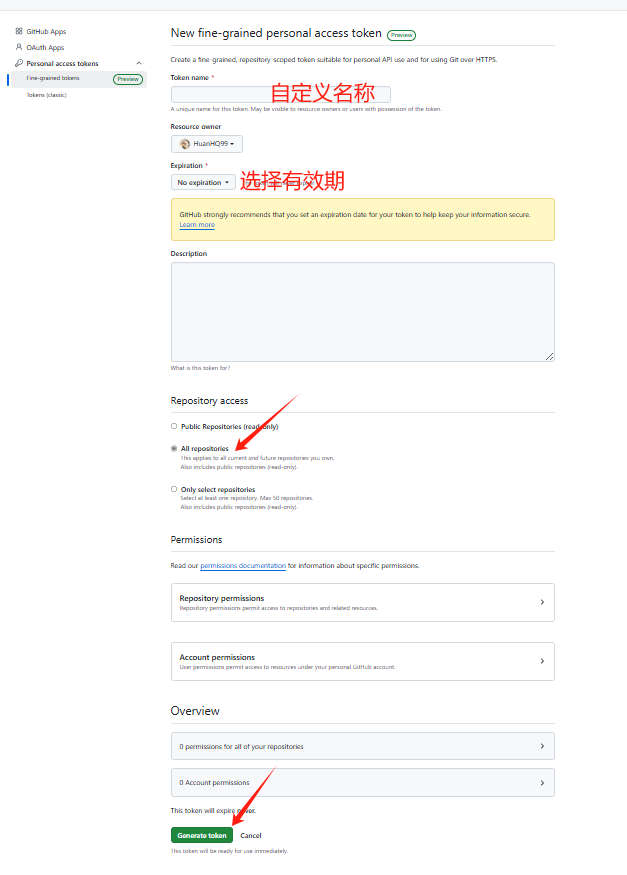 GitHub Apps
OAuth Apps
Personal access tokens
Fine-grained tokens
Preview
Tokens (classic)
New fine-grained personal access token
Preview
Create a fine-grained, repository-scoped token suitable for personal API use and for using Git over HTTPS.
Token name *
自定义名称
A unique name for this token. May be visible to resource owners or users with possession of the token.
Resource owner
HuanHQ99
Expiration *
No expiration
选择有效期
GitHub strongly recommends that you set an expiration date for your token to help keep your information secure.
Learn more
Description
What is this token for?
Repository access
Public Repositories (read-only)
All repositories
This applies to all current and future repositories you own.
Also includes public repositories (read-only).
Only select repositories
Select at least one repository. Max 50 repositories.
Also includes public repositories (read-only).
Permissions
Read our permissions documentation for information about specific permissions.
Repository permissions
Repository permissions permit access to repositories and related resources.
Account permissions
User permissions permit access to resources under your personal GitHub account.
Overview
0 permissions for all of your repositories
0 Account permissions
This token will expire never.
Generate token
Cancel
This token will be ready for use immediately.